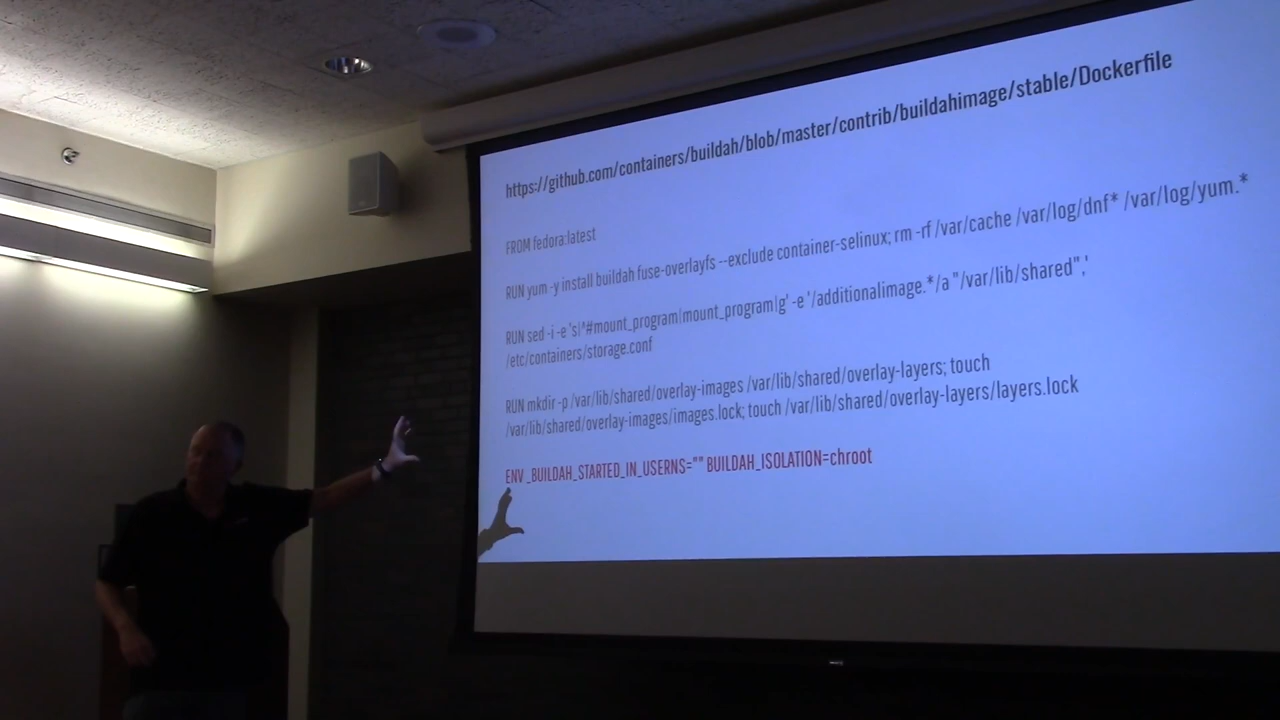 https://github.com/containers/buildah/blob/master/contrib/buildahimage/stable/Dockerfile
FROM fedora:latest
RUN yum -y install buildah fuse-overlayfs --exclude container-selinux; rm -rf /var/cache /var/log/dnf* /var/log/yum.*
RUN sed -i -e 's|^#mount_program|mount_program|g' -e '/additionalimage.*/a "/var/lib/shared",'
/etc/containers/storage.conf
RUN mkdir -p /var/lib/shared/overlay-images /var/lib/shared/overlay-layers; touch
/var/lib/shared/overlay-images/images.lock; touch /var/lib/shared/overlay-layers/layers.lock
ENV _BUILDAH_STARTED_IN_USERNS="" BUILDAH_ISOLATION=chroot